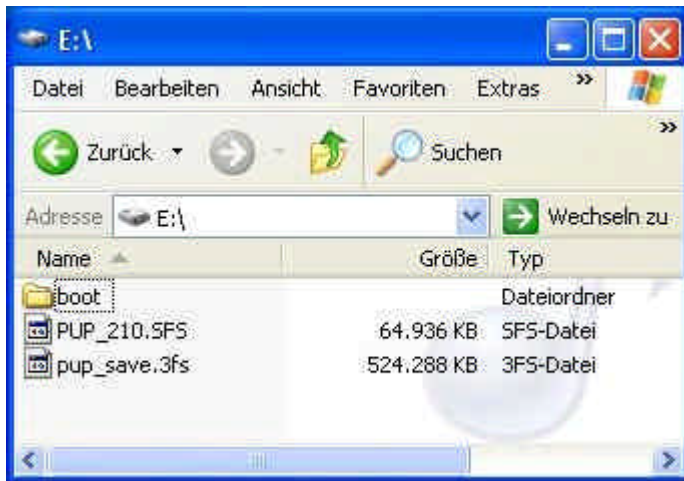 E:\
Datei Bearbeiten Ansicht Favoriten Extras »
Zurück Suchen »
Adresse E:\ Wechseln zu
Name Größe Typ
boot Dateiordner
PUP_210.SFS 64.936 KB SFS-Datei
pup_save.3fs 524.288 KB 3FS-Datei